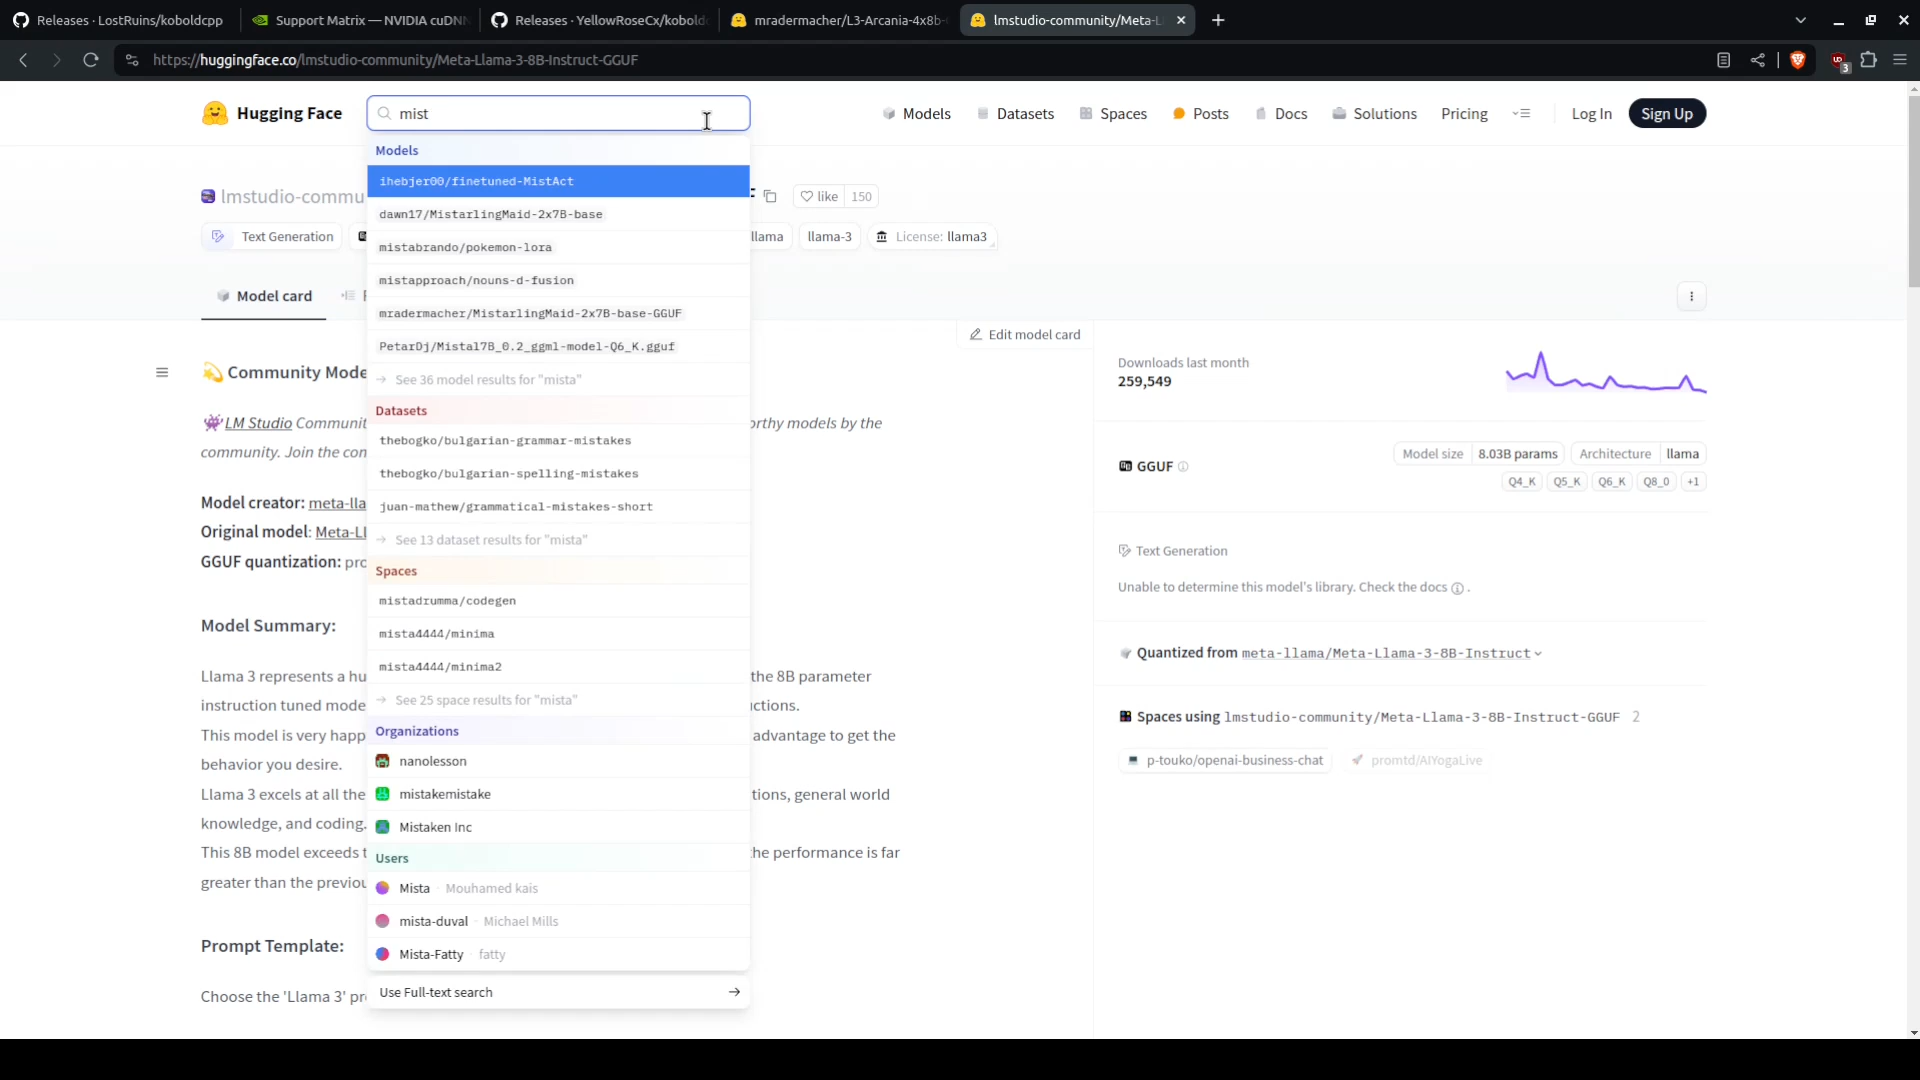 Releases · LostRuins/koboldcpp
Support Matrix — NVIDIA cuDNN
Releases · YellowRoseCx/kobold
mradermacher/L3-Arcania-4x8b-
lmstudio-community/Meta-L
https://huggingface.co/lmstudio-community/Meta-Llama-3-8B-Instruct-GGUF
3
Hugging Face
mist
Models
Datasets
Spaces
Posts
Docs
Solutions
Pricing
Log In
Sign Up
Models
ihebjer00/finetuned-MistAct
dawn17/MistarlingMaid-2x7B-base
mistabrando/pokemon-lora
mistapproach/nouns-d-fusion
mradermacher/MistarlingMaid-2x7B-base-GGUF
PetarDj/Mistal7B_0.2_ggml-model-Q6_K.gguf
→ See 36 model results for "mista"
Datasets
thebogko/bulgarian-grammar-mistakes
thebogko/bulgarian-spelling-mistakes
juan-mathew/grammatical-mistakes-short
→ See 13 dataset results for "mista"
Spaces
mistadrumma/codegen
mista4444/minima
mista4444/minima2
→ See 25 space results for "mista"
Organizations
nanolesson
mistakemistake
Mistaken Inc
Users
Mista · Mouhamed kais
mista-duval · Michael Mills
Mista-Fatty · fatty
Use Full-text search →
lmstudio-commu
like 150
Text Generation
llama
llama-3
License: llama3
Model card
Edit model card
Community Mode
LM Studio Communit orthy models by the
community. Join the con
Model creator: meta-lla
Original model: Meta-Ll
GGUF quantization: pro
Model Summary:
Llama 3 represents a hu the 8B parameter
instruction tuned mode ctions.
This model is very happ advantage to get the
behavior you desire.
Llama 3 excels at all the tions, general world
knowledge, and coding.
This 8B model exceeds t he performance is far
greater than the previou
Prompt Template:
Choose the 'Llama 3' pr
Downloads last month
259,549
GGUF
Model size 8.03B params
Architecture llama
Q4_K
Q5_K
Q6_K
Q8_0
+1
Text Generation
Unable to determine this model's library. Check the docs .
Quantized from meta-llama/Meta-Llama-3-8B-Instruct
Spaces using lmstudio-community/Meta-Llama-3-8B-Instruct-GGUF 2
p-touko/openai-business-chat
promtd/AIYogaLive